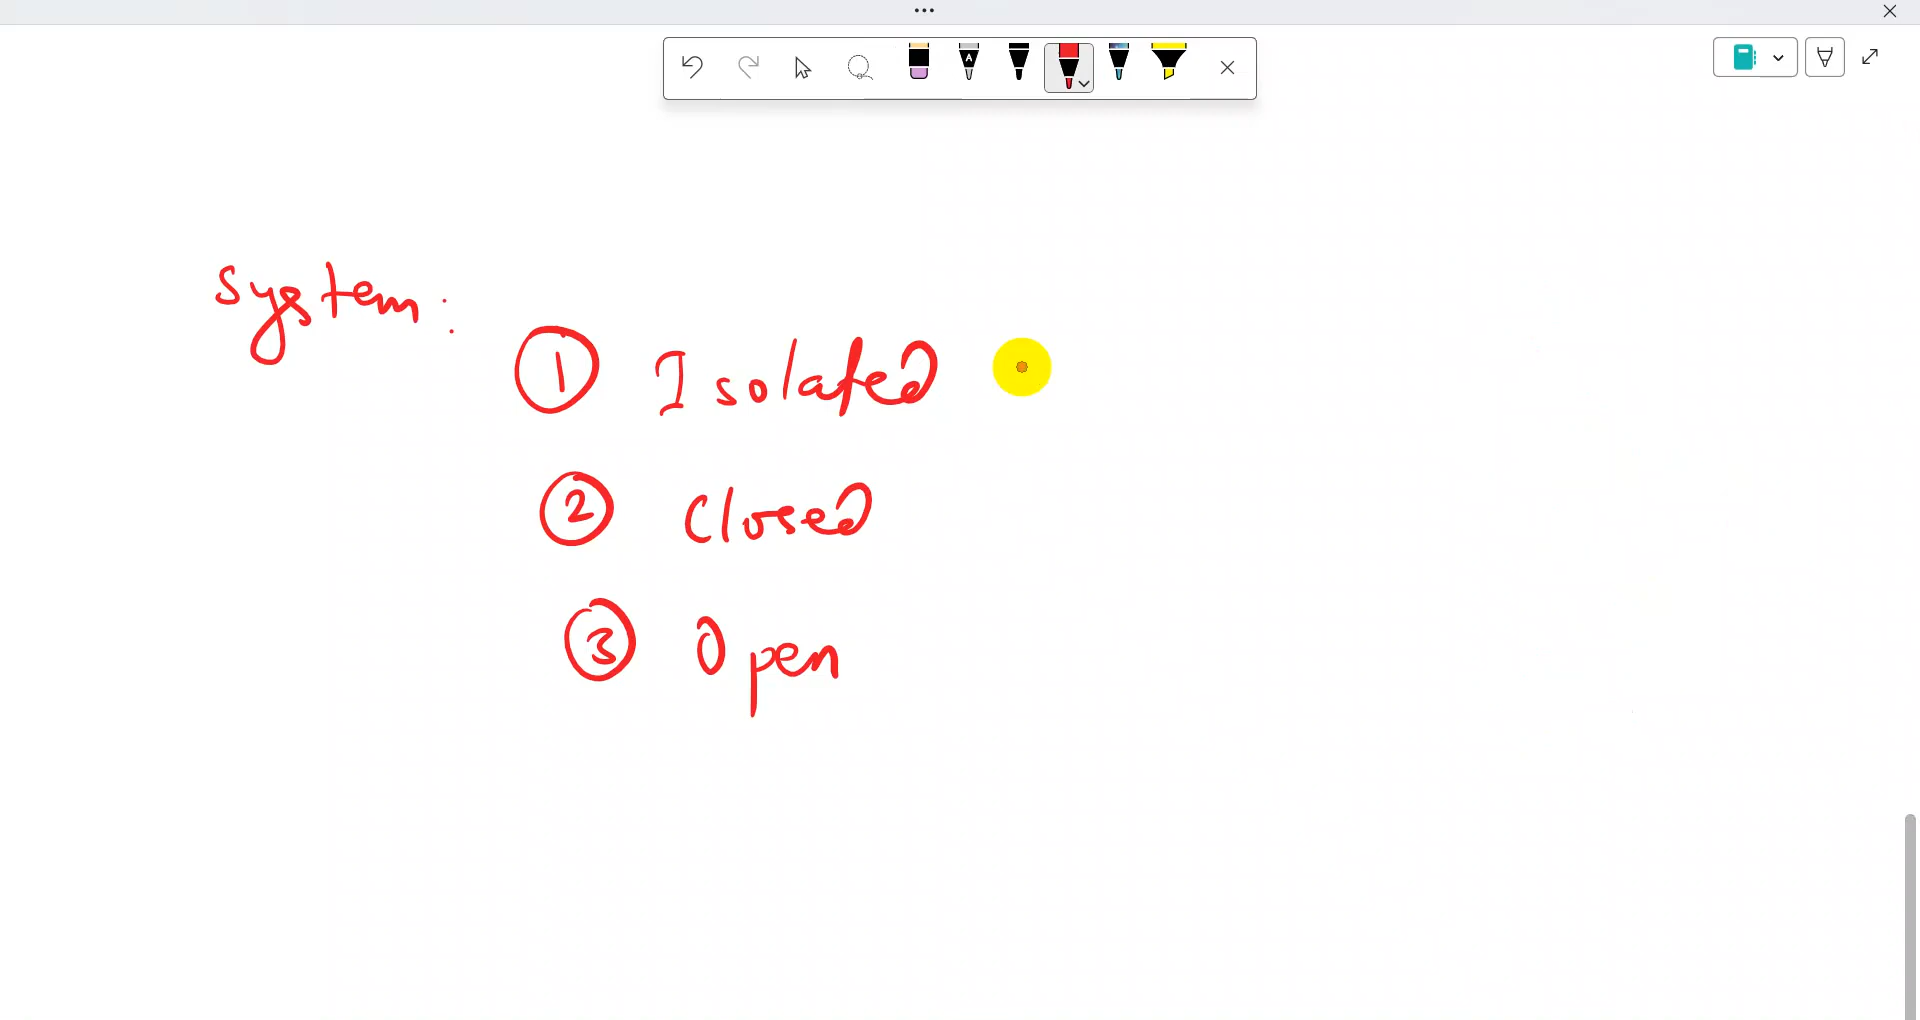 system:
① Isolated
② Closed
③ Open